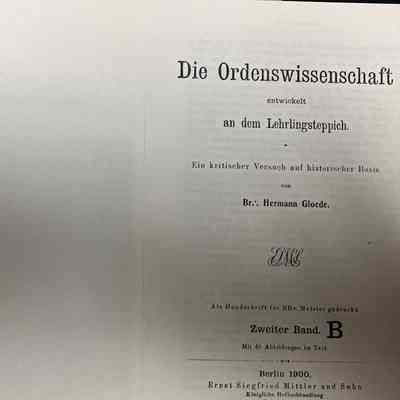 Die Ordenswissenschaft
entwickelt
an dem Lehrlingsteppich.
Ein kritischer Versuch auf historischer Basis
von
Br∴ Hermann Gloede.
Als Handschrift für BBr. Meister gedruckt
Zweiter Band. B
Mit 45 Abbildungen im Text
Berlin 1900.
Ernst Siegfried Mittler und Sohn
Königliche Hofbuchhandlung